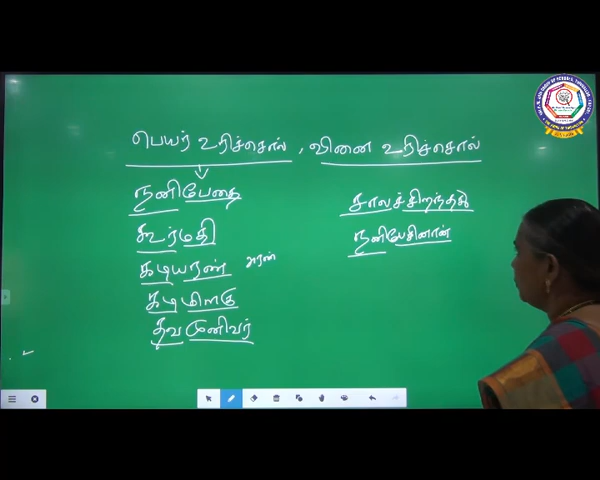 பெயர் உரிச்சொல் , வினை உரிச்சொல்
நனிபேதை
கூர்மதி
கடியரண் அரண்
கடிமிளகு
தவமுனிவர்
சாலச்சிறந்தது
நனிபேசினான்